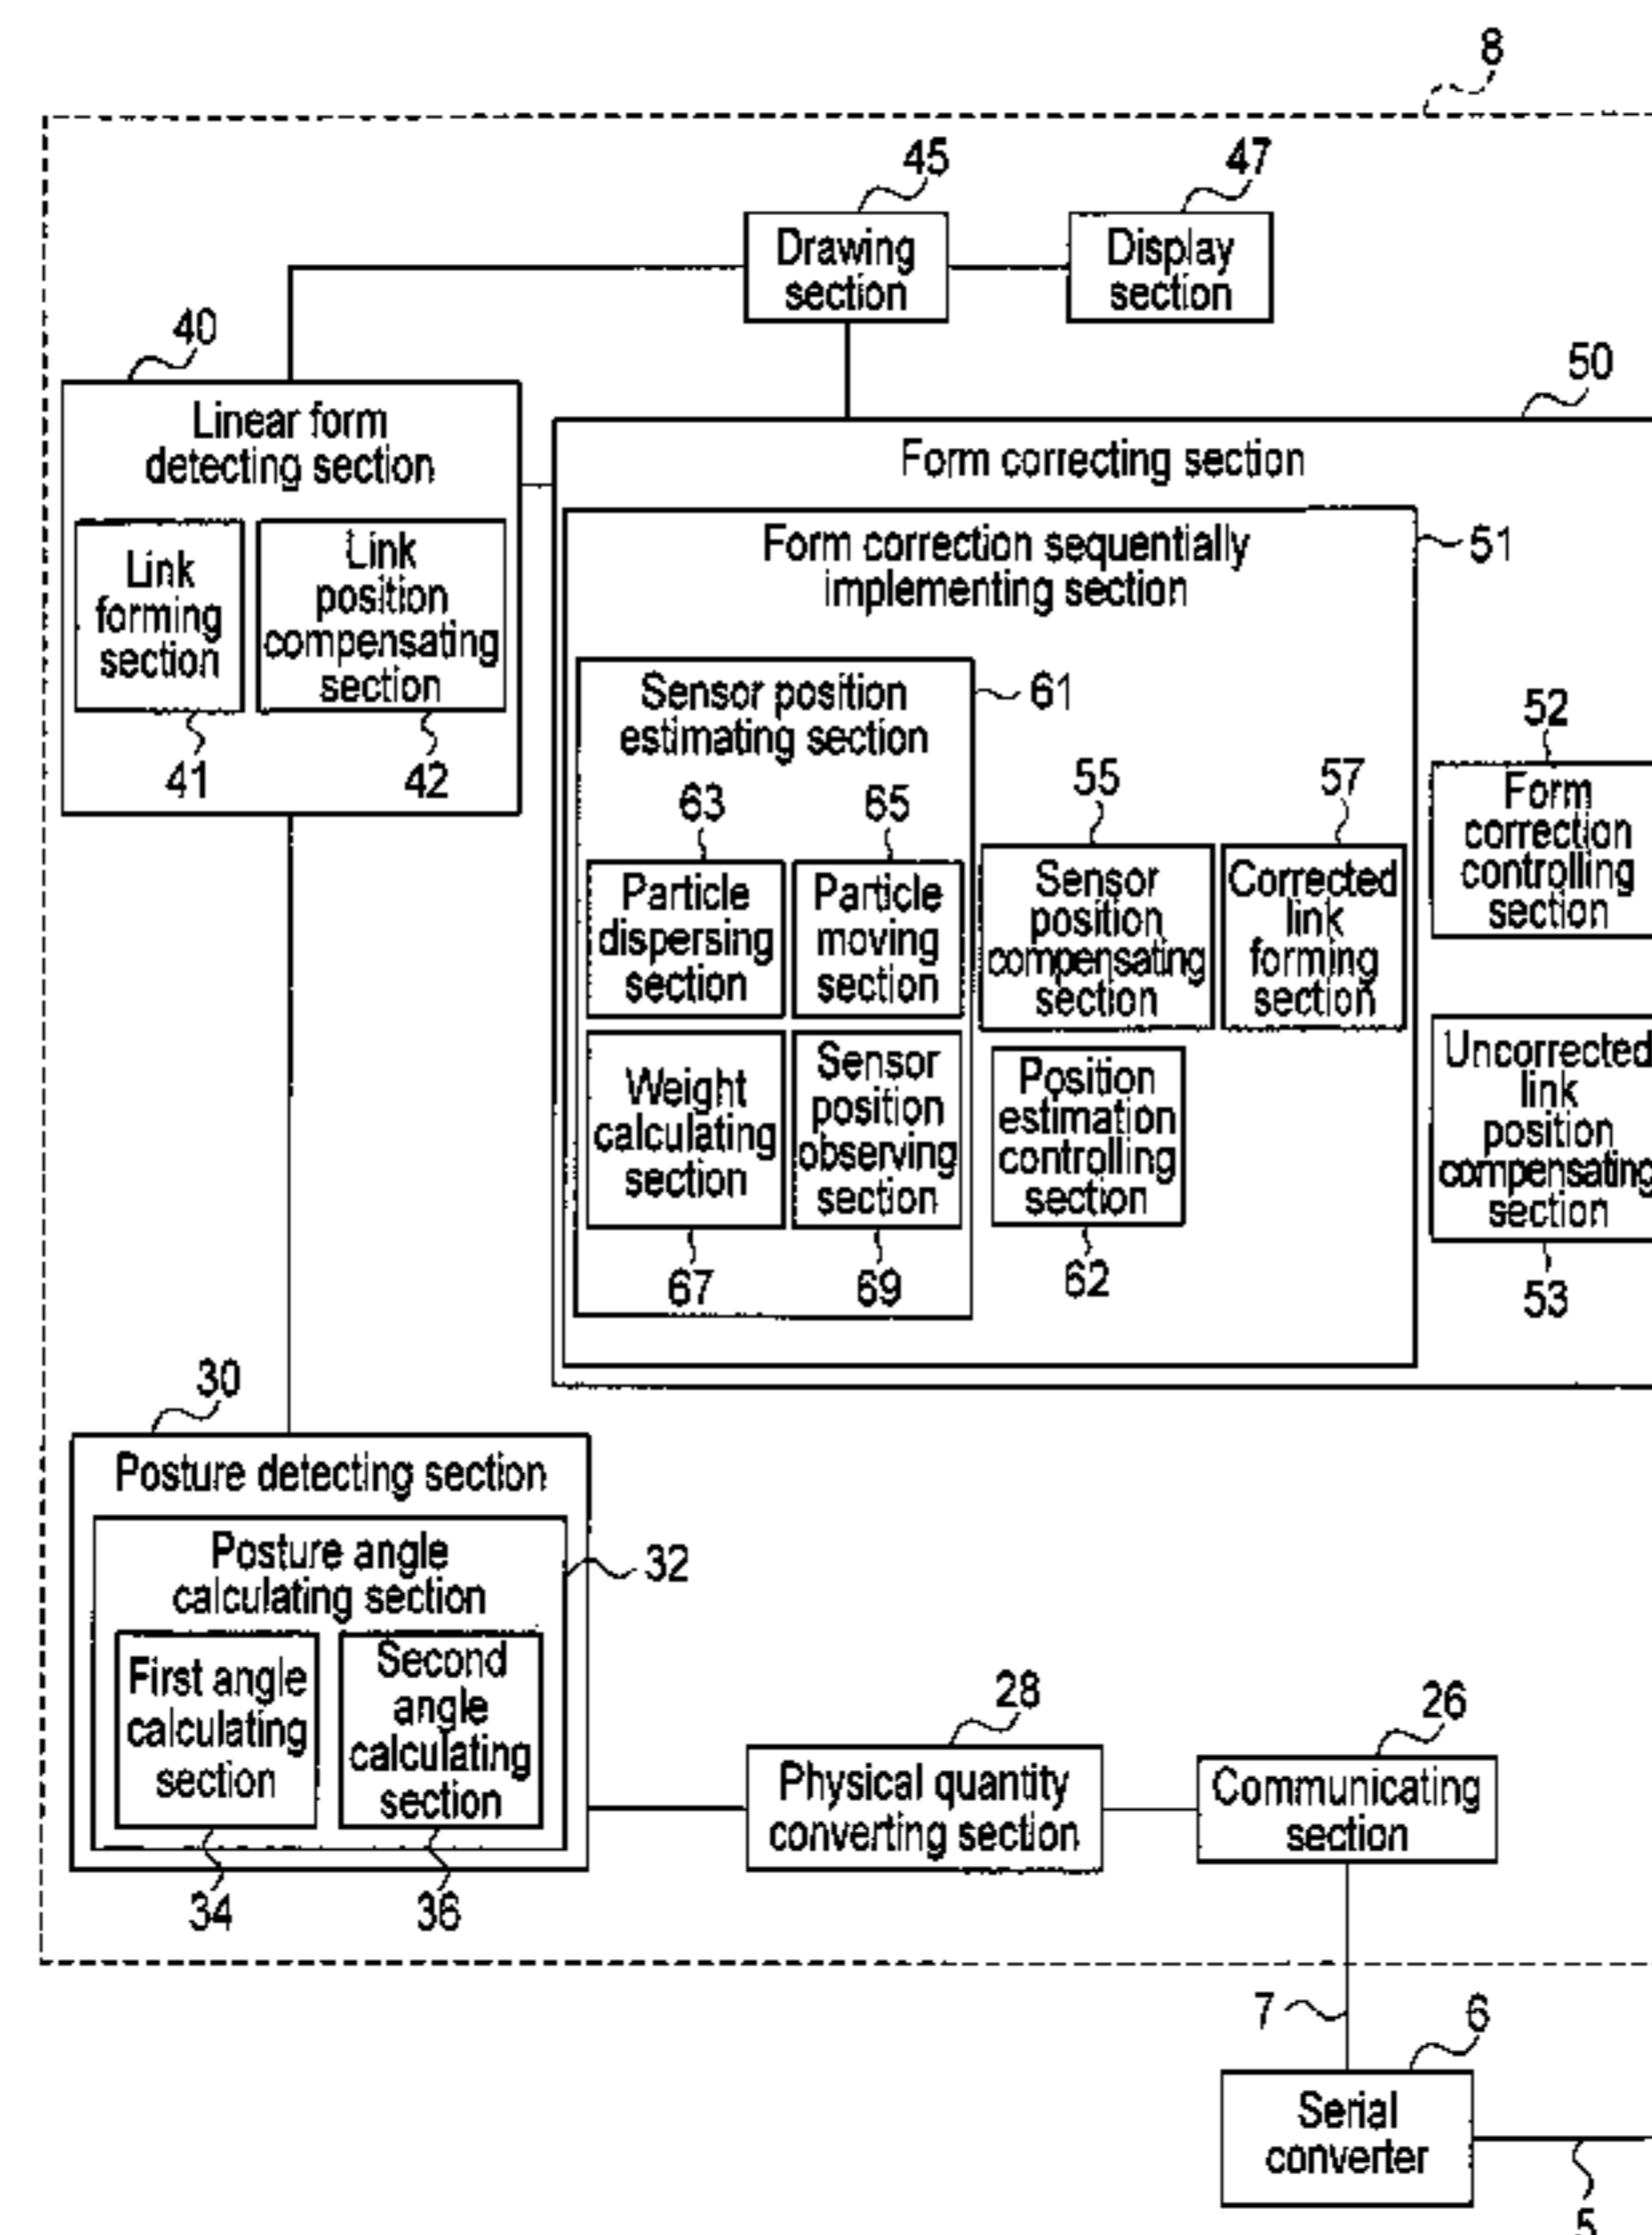 8
45
47
Drawing
section
Display
section
40
50
Linear form
detecting section
Form correcting section
Link
forming
section
Link
position
compensating
section
41
42
Form correction sequentially
implementing section
51
Sensor position
estimating section
61
63
65
55
57
52
Particle
dispersing
section
Particle
moving
section
Sensor
position
compensating
section
Corrected
link
forming
section
Form
correction
controlling
section
Weight
calculating
section
Sensor
position
observing
section
Position
estimation
controlling
section
Uncorrected
link
position
compensating
section
67
69
62
53
30
Posture detecting section
Posture angle
calculating section
32
First angle
calculating
section
Second
angle
calculating
section
34
36
28
26
Physical quantity
converting section
Communicating
section
7
6
Serial
converter
5